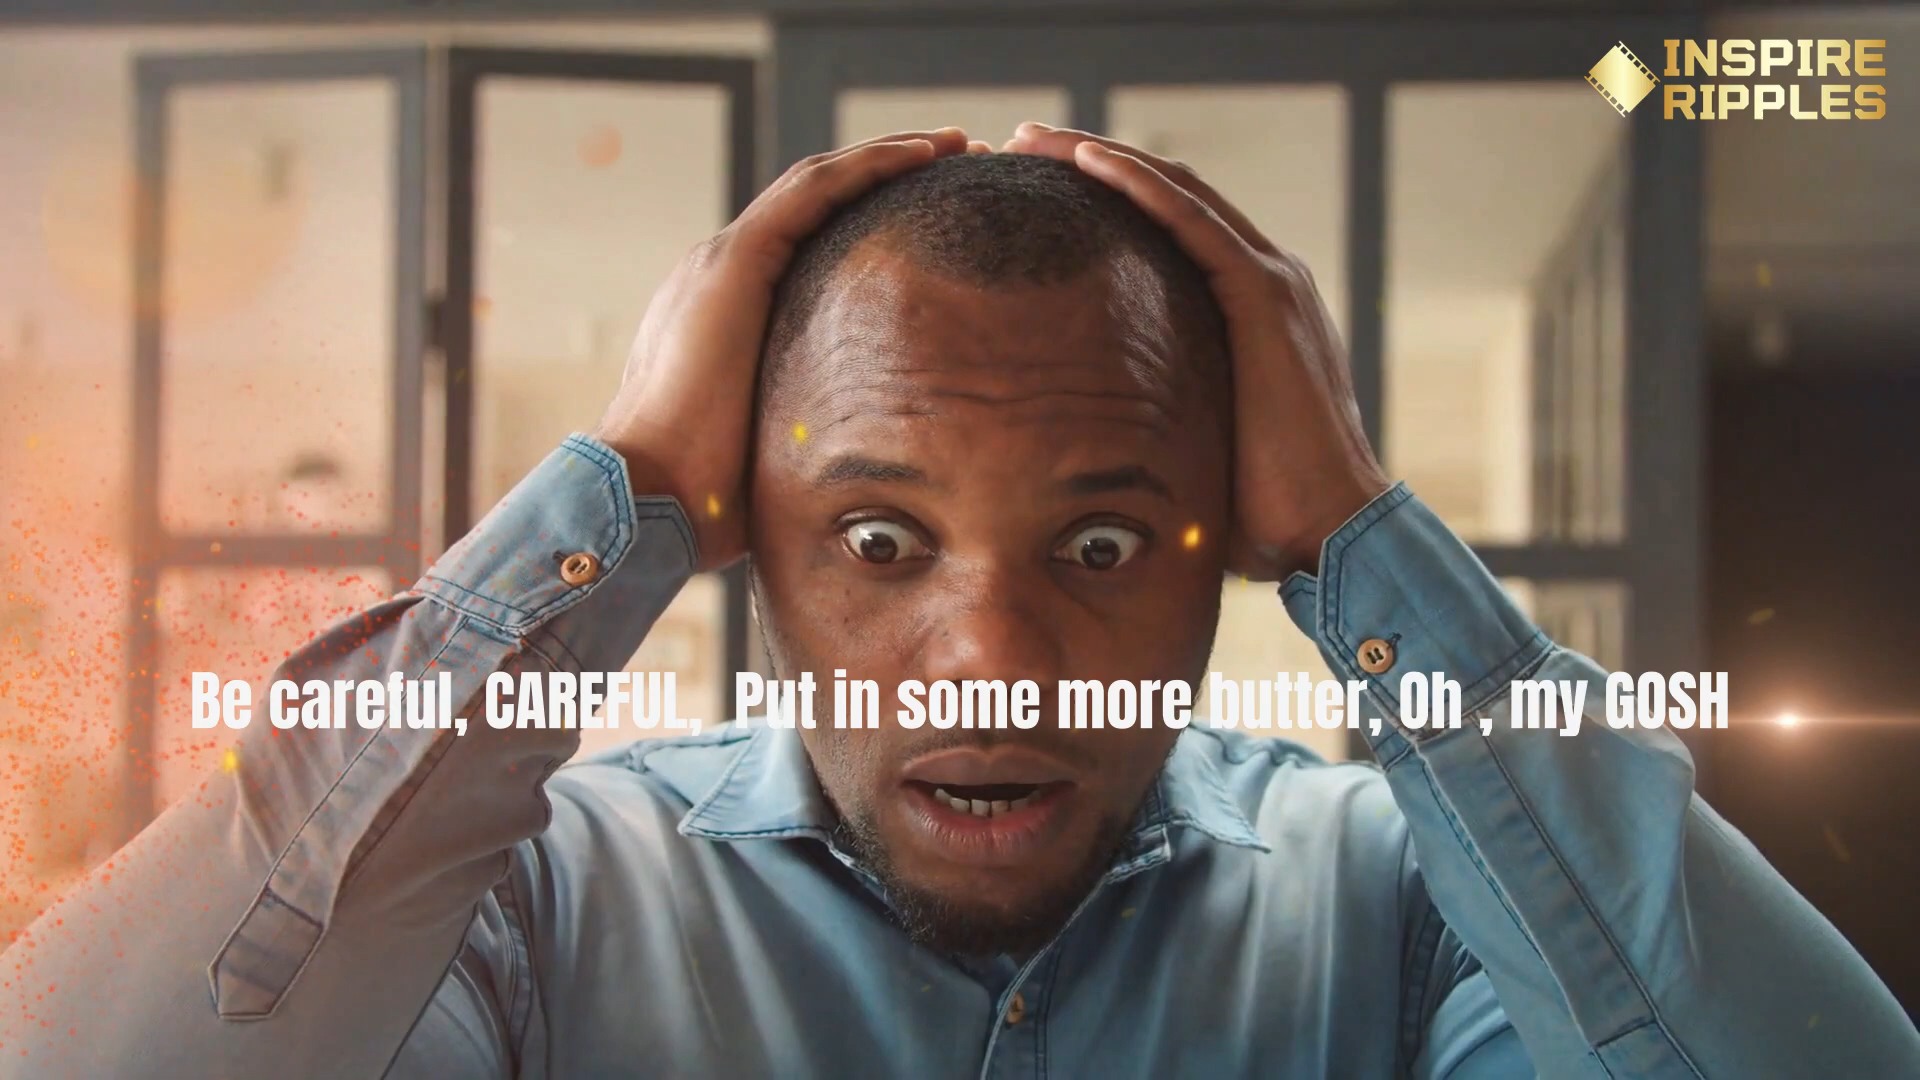 INSPIRE
RIPPLES
Be careful, CAREFUL,  Put in some more butter, Oh , my GOSH